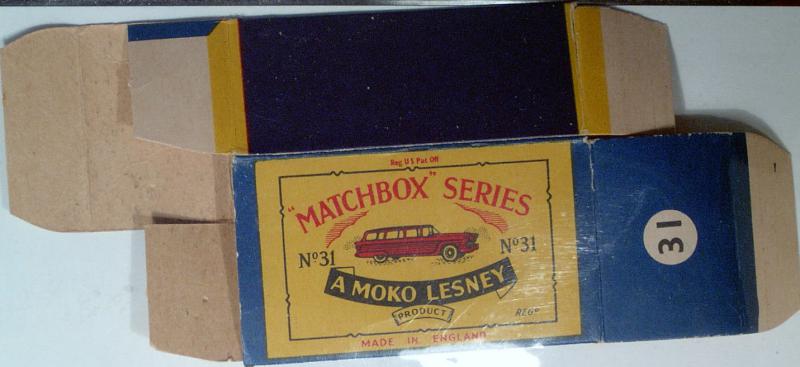 Reg U S Pat Off
"MATCHBOX" SERIES
Nº31 Nº31
A MOKO LESNEY
PRODUCT
REGD
MADE IN ENGLAND
31